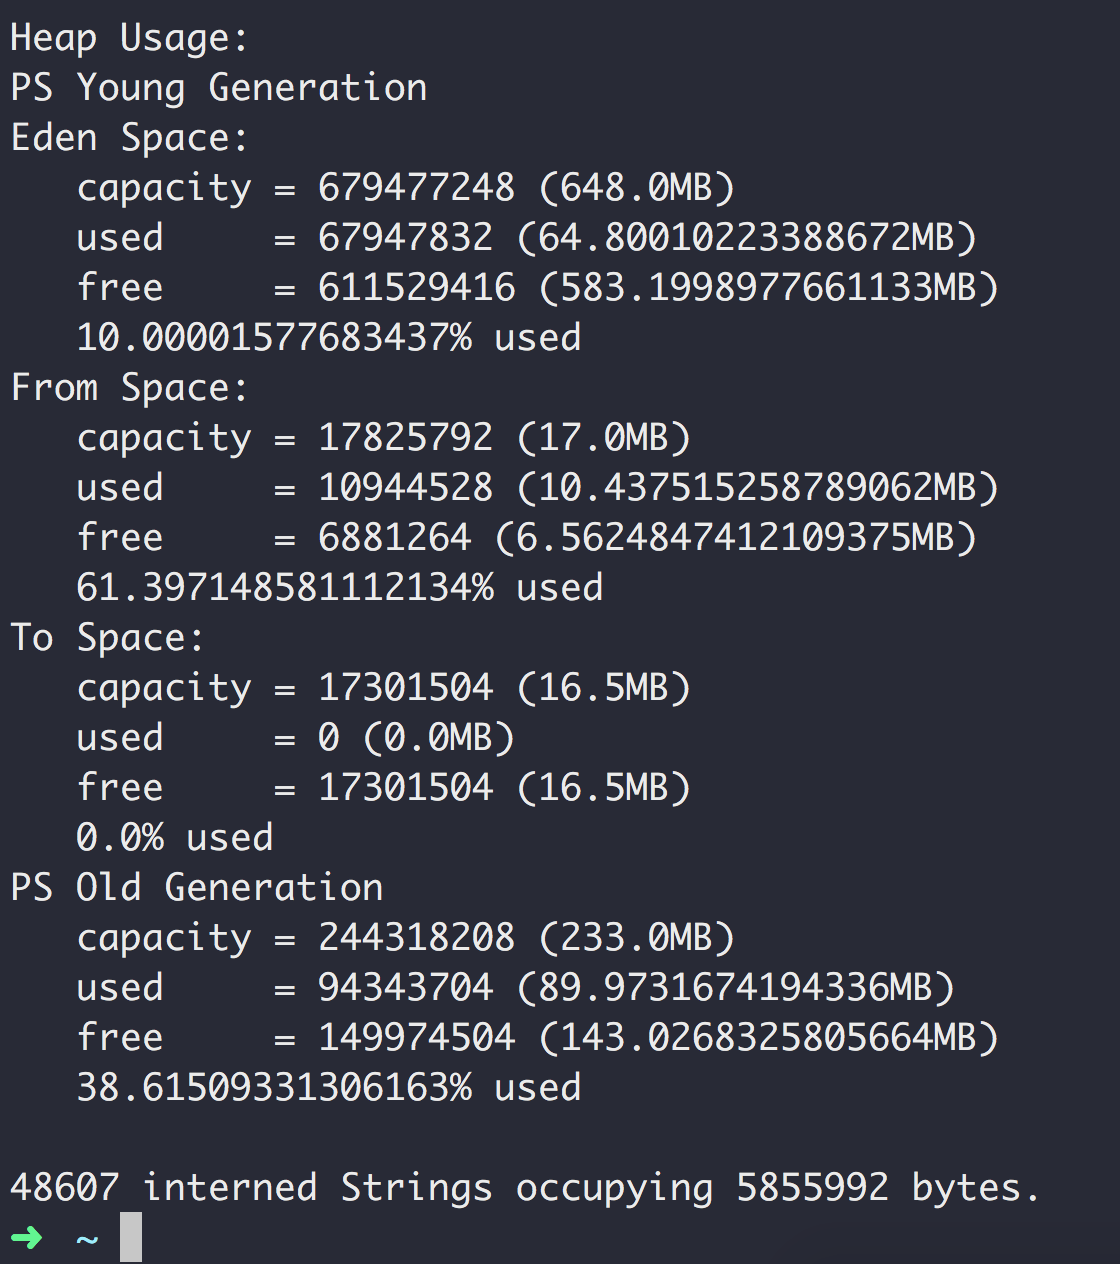 Heap Usage:
PS Young Generation
Eden Space:
   capacity = 679477248 (648.0MB)
   used     = 67947832 (64.80010223388672MB)
   free     = 611529416 (583.1998977661133MB)
   10.00001577683437% used
From Space:
   capacity = 17825792 (17.0MB)
   used     = 10944528 (10.437515258789062MB)
   free     = 6881264 (6.5624847412109375MB)
   61.397148581112134% used
To Space:
   capacity = 17301504 (16.5MB)
   used     = 0 (0.0MB)
   free     = 17301504 (16.5MB)
   0.0% used
PS Old Generation
   capacity = 244318208 (233.0MB)
   used     = 94343704 (89.9731674194336MB)
   free     = 149974504 (143.0268325805664MB)
   38.61509331306163% used

48607 interned Strings occupying 5855992 bytes.
➜  ~